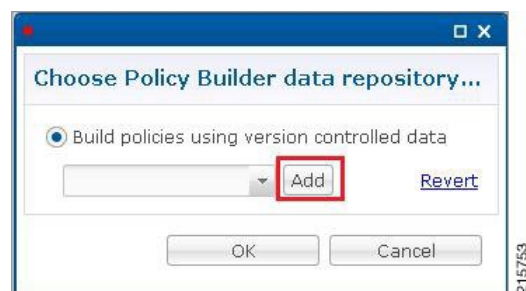 Choose Policy Builder data repository...
Build policies using version controlled data
Add Revert
OK Cancel
215753